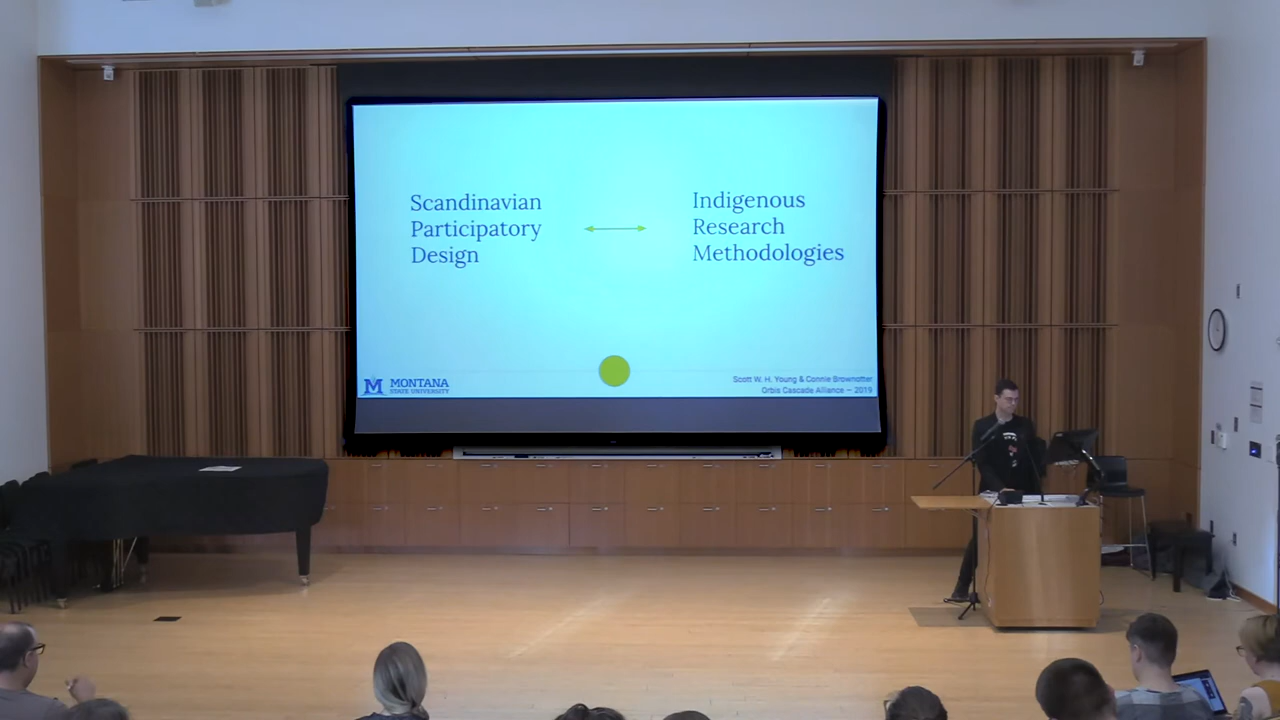 Scandinavian
Participatory
Design
Indigenous
Research
Methodologies
MONTANA
STATE UNIVERSITY
Scott W. H. Young & Connie Brownotter
Orbis Cascade Alliance — 2019